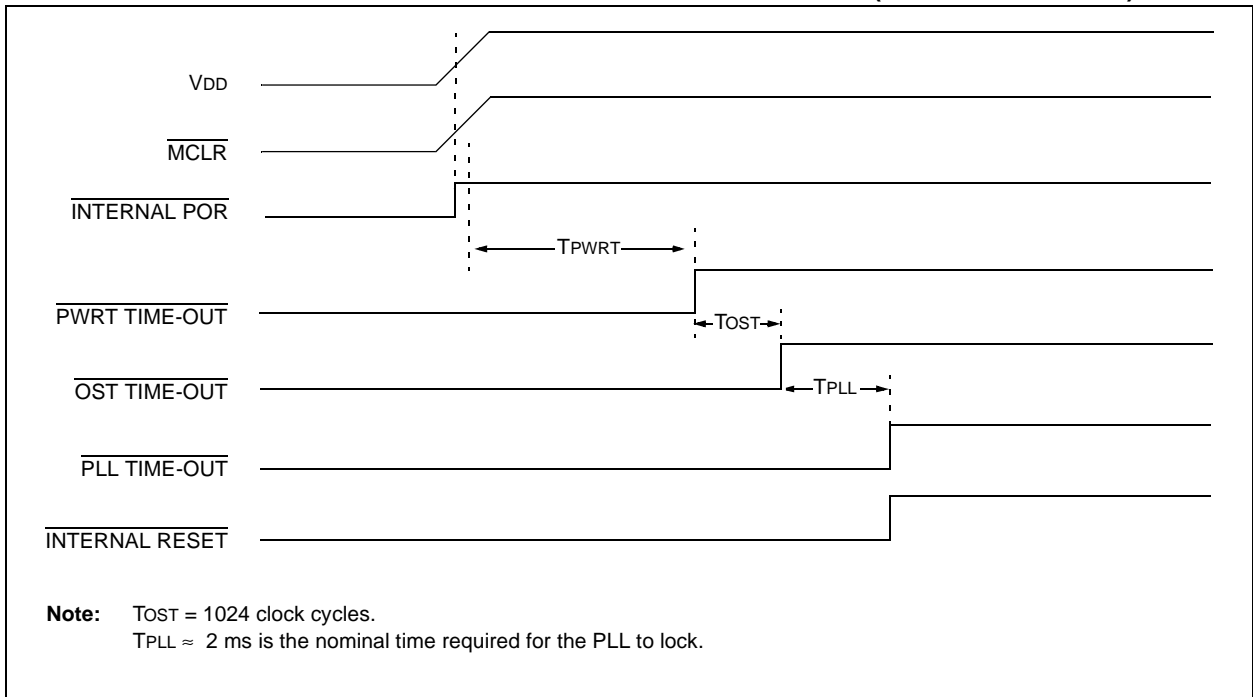 VDD
MCLR
INTERNAL POR
TPWRT
PWRT TIME-OUT
TOST
OST TIME-OUT
TPLL
PLL TIME-OUT
INTERNAL RESET
Note: TOST = 1024 clock cycles.
TPLL ≈ 2 ms is the nominal time required for the PLL to lock.